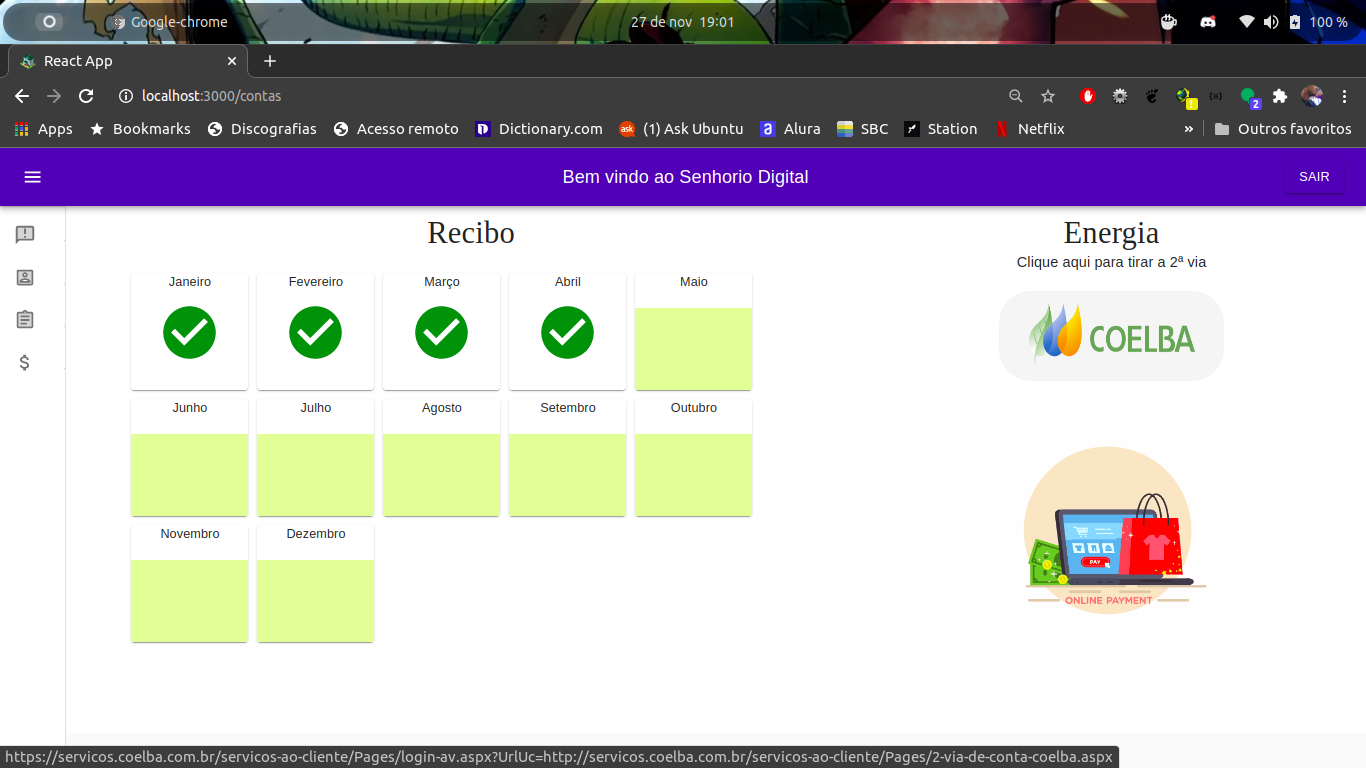 Google-chrome
27 de nov 19:01
100 %
React App
localhost:3000/contas
2
Apps
Bookmarks
Discografias
Acesso remoto
Dictionary.com
ask
(1) Ask Ubuntu
a
Alura
SBC
Station
Netflix
»
Outros favoritos
Bem vindo ao Senhorio Digital
SAIR
Recibo
Janeiro
Fevereiro
Março
Abril
Maio
Junho
Julho
Agosto
Setembro
Outubro
Novembro
Dezembro
Energia
Clique aqui para tirar a 2ª via
COELBA
PAY
ONLINE PAYMENT
https://servicos.coelba.com.br/servicos-ao-cliente/Pages/login-av.aspx?UrlUc=http://servicos.coelba.com.br/servicos-ao-cliente/Pages/2-via-de-conta-coelba.aspx